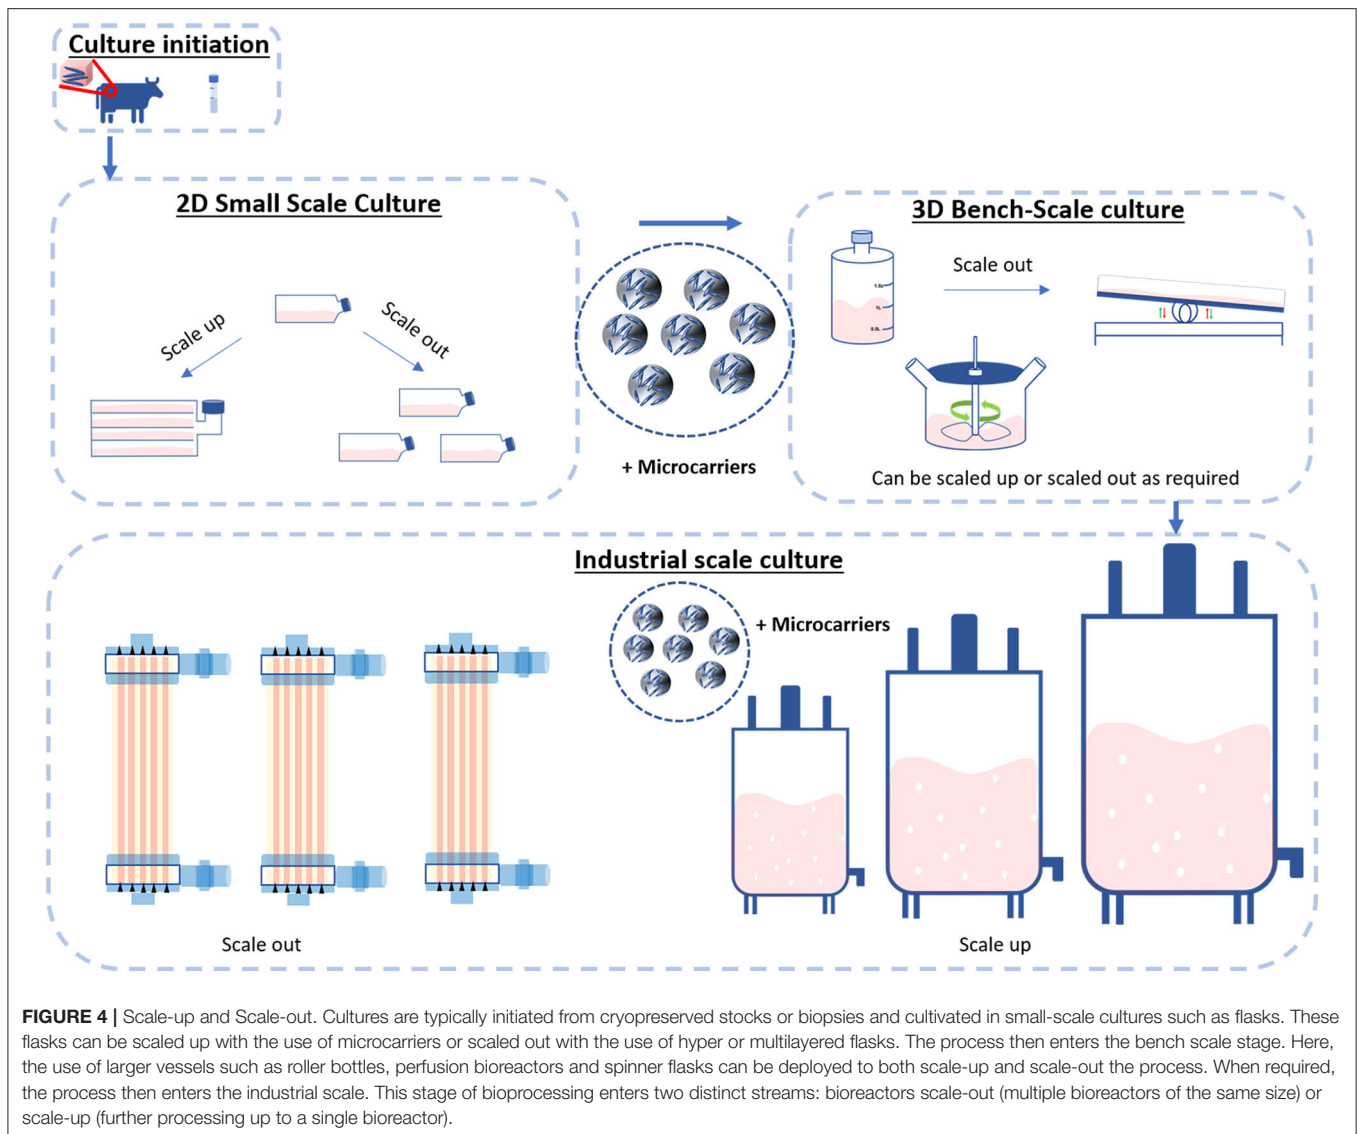 Culture initiation
2D Small Scale Culture
Scale up
Scale out
+ Microcarriers
3D Bench-Scale culture
1.5L
1L
0.5L
Scale out
Can be scaled up or scaled out as required
Industrial scale culture
+ Microcarriers
Scale out
Scale up
FIGURE 4 | Scale-up and Scale-out. Cultures are typically initiated from cryopreserved stocks or biopsies and cultivated in small-scale cultures such as flasks. These
flasks can be scaled up with the use of microcarriers or scaled out with the use of hyper or multilayered flasks. The process then enters the bench scale stage. Here,
the use of larger vessels such as roller bottles, perfusion bioreactors and spinner flasks can be deployed to both scale-up and scale-out the process. When required,
the process then enters the industrial scale. This stage of bioprocessing enters two distinct streams: bioreactors scale-out (multiple bioreactors of the same size) or
scale-up (further processing up to a single bioreactor).